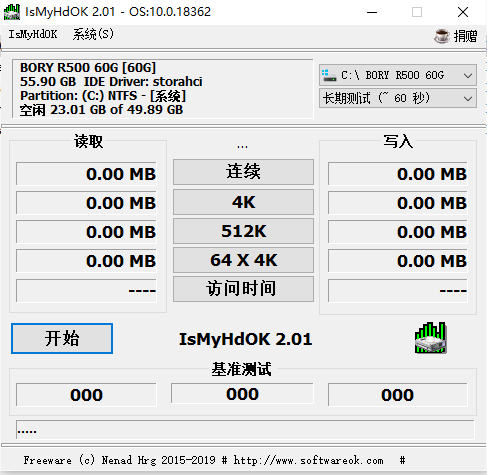 IsMyHdOK 2.01 - OS:10.0.18362
IsMyHdOK 系统(S) 捐赠
BORY R500 60G [60G]
55.90 GB IDE Driver: storahci
Partition: (C:) NTFS - [系统]
空闲 23.01 GB of 49.89 GB
C:\ BORY R500 60G
长期测试 (~ 60 秒)
读取 ... 写入
0.00 MB 连续 0.00 MB
0.00 MB 4K 0.00 MB
0.00 MB 512K 0.00 MB
0.00 MB 64 X 4K 0.00 MB
---- 访问时间 ----
开始 IsMyHdOK 2.01
基准测试
000 000 000
.....
Freeware (c) Nenad Hrg 2015-2019 # http://www.softwareok.com #